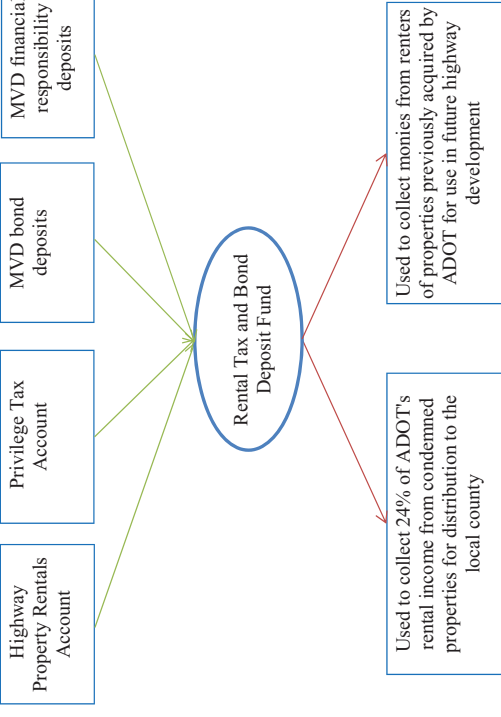 Highway
Property Rentals
Account
Privilege Tax
Account
MVD bond
deposits
MVD financial
responsibility
deposits
Rental Tax and Bond
Deposit Fund
Used to collect 24% of ADOT's
rental income from condemned
properties for distribution to the
local county
Used to collect monies from renters
of properties previously acquired by
ADOT for use in future highway
development